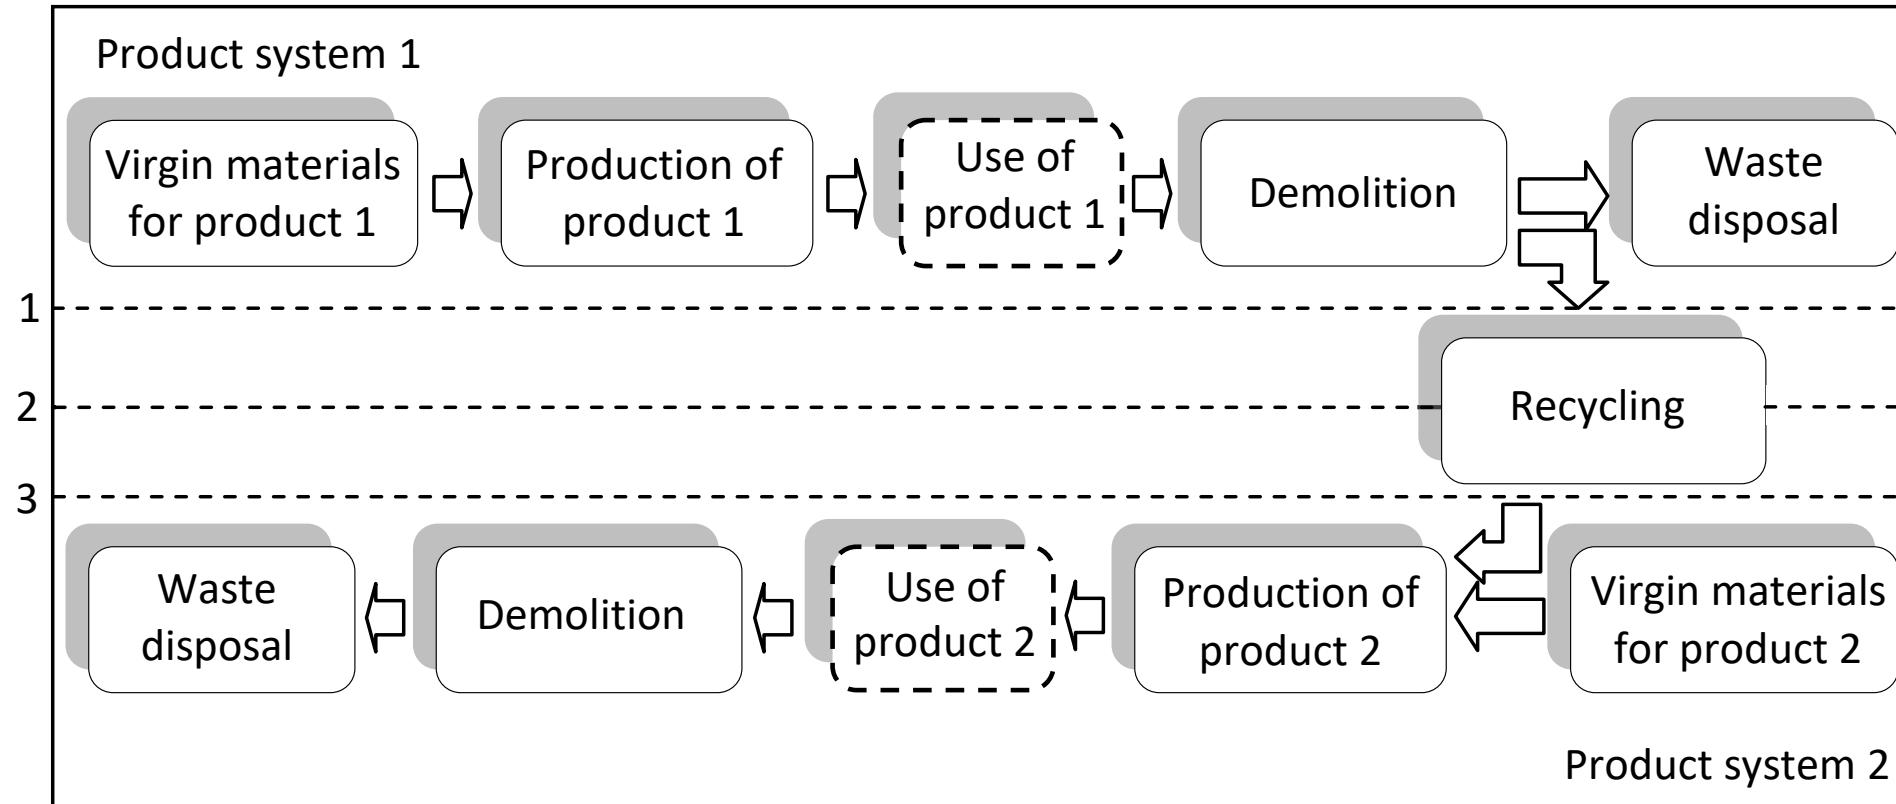 Product system 1
Virgin materials
for product 1
Production of
product 1
Use of
product 1
Demolition
Waste
disposal
1
Recycling
2
3
Waste
disposal
Demolition
Use of
product 2
Production of
product 2
Virgin materials
for product 2
Product system 2